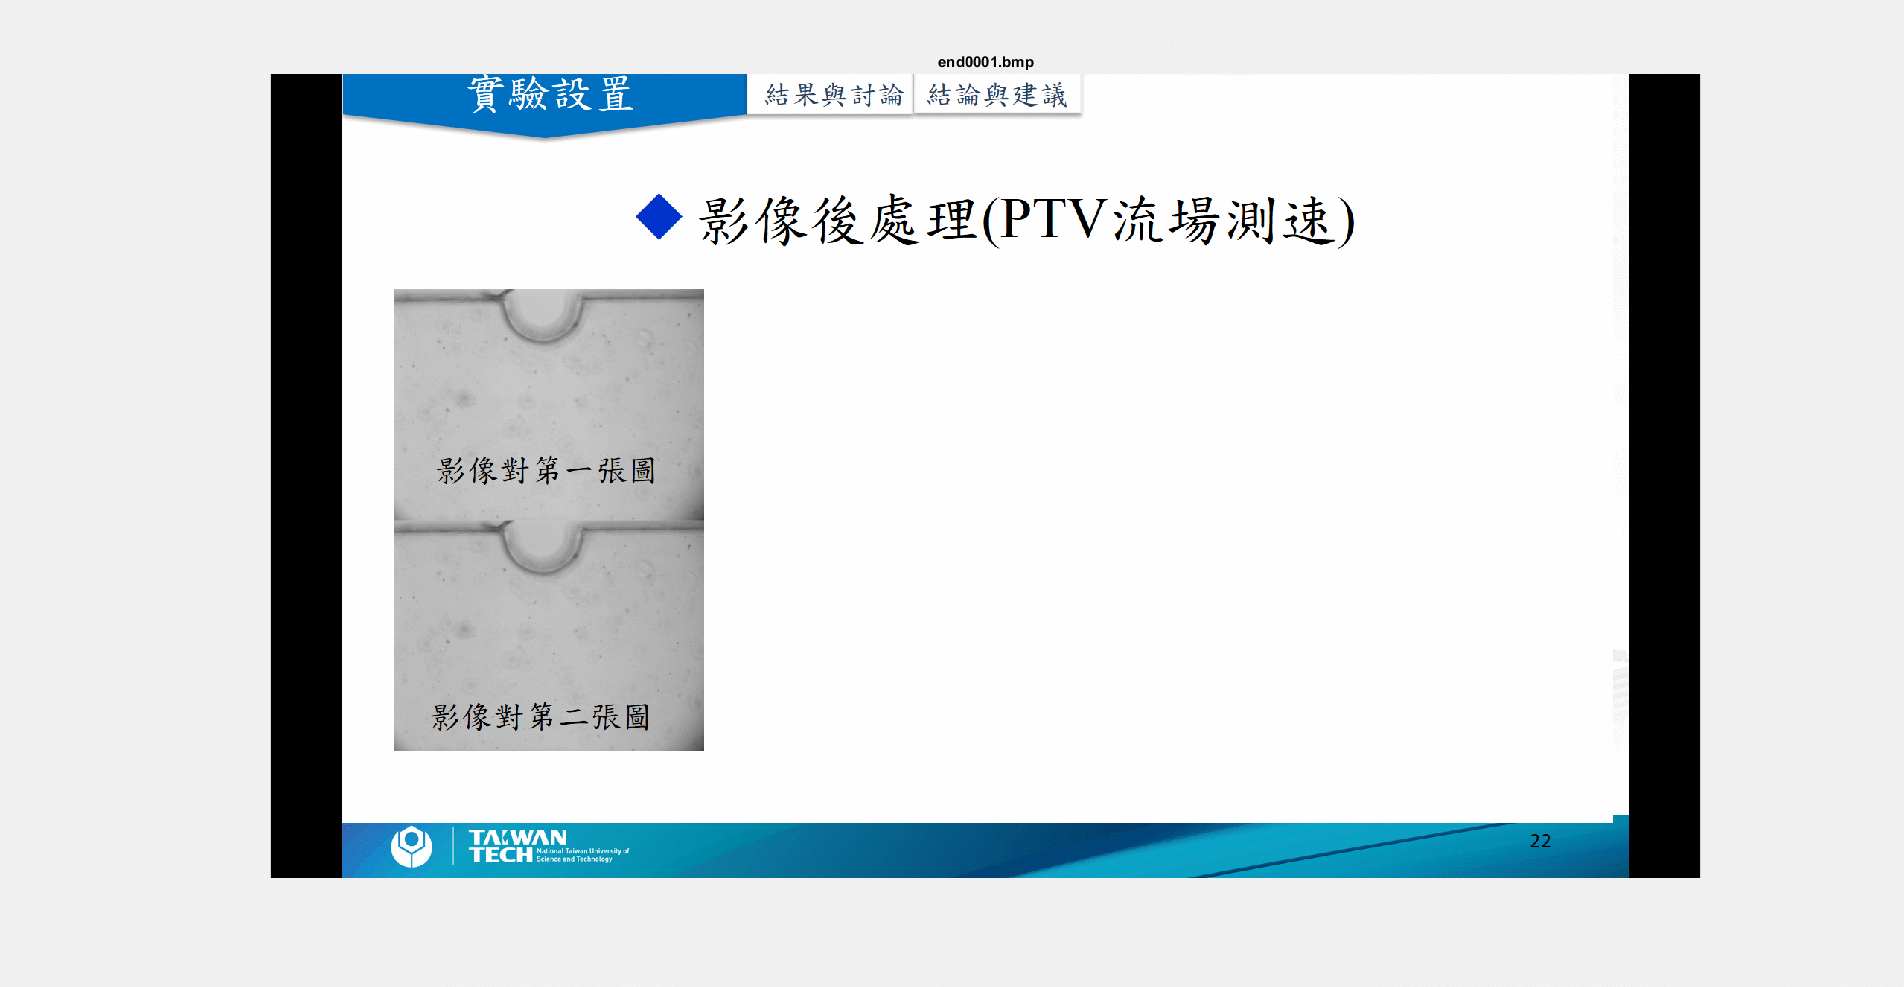 end0001.bmp
實驗設置
結果與討論
結論與建議
影像後處理(PTV流場測速)
影像對第一張圖
影像對第二張圖
TAIWAN
TECH
National Taiwan University of
Science and Technology
22